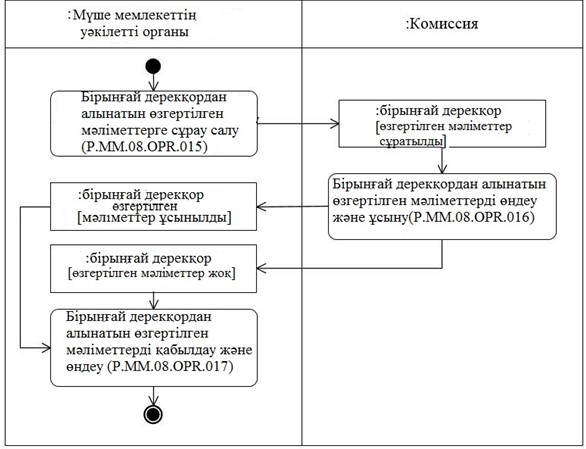 :Мүше мемлекеттің
уәкілетті органы
:Комиссия
Бірыңғай дерекқордан
алынатын өзгертілген
мәліметтерге сұрау салу
(P.MM.08.OPR.015)
:бірыңғай дерекқор
[өзгертілген мәліметтер
сұратылды]
Бірыңғай дерекқордан алынатын
өзгертілген мәліметтерді өңдеу
және ұсыну(P.MM.08.OPR.016)
:бірыңғай дерекқор
өзгертілген
[мәліметтер ұсынылды]
:бірыңғай дерекқор
[өзгертілген мәліметтер жоқ]
Бірыңғай дерекқордан
алынатын өзгертілген
мәліметтерді қабылдау және
өңдеу (P.MM.08.OPR.017)